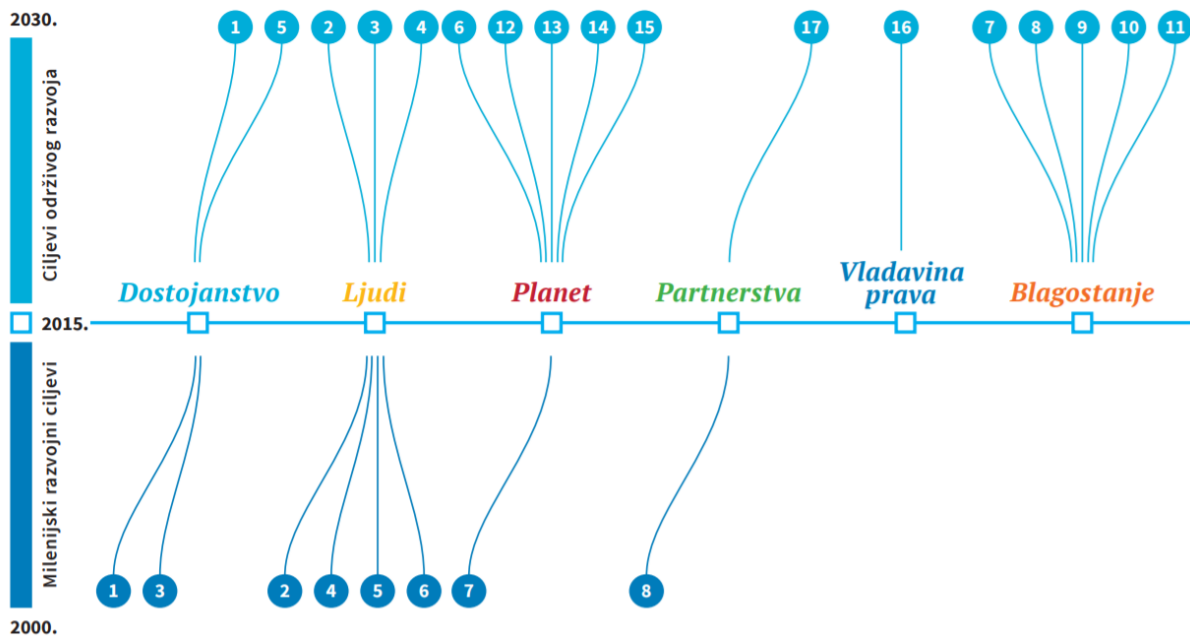 2030.
1 5 2 3 4 6 12 13 14 15 17 16 7 8 9 10 11
Ciljevi održivog razvoja
Dostojanstvo
Ljudi
Planet
Partnerstva
Vladavina
prava
Blagostanje
2015.
Milenijski razvojni ciljevi
1 3 2 4 5 6 7 8
2000.